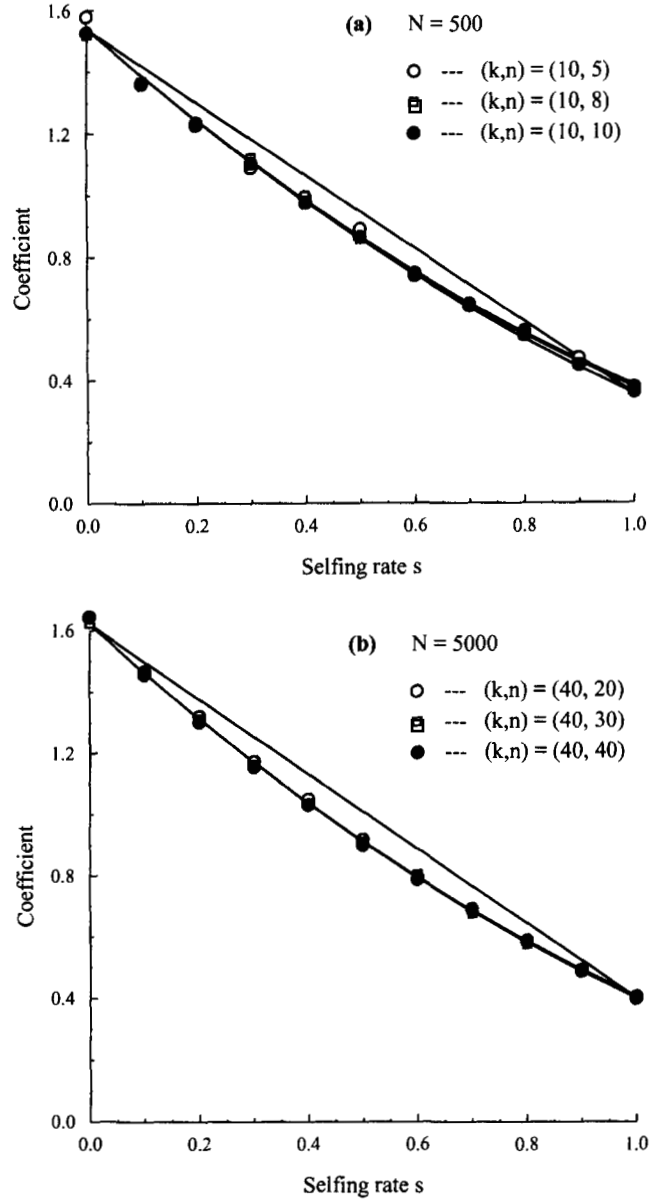 (a) N = 500
--- (k,n) = (10, 5)
--- (k,n) = (10, 8)
--- (k,n) = (10, 10)
1.6
1.2
0.8
0.4
0.0
Coefficient
0.0 0.2 0.4 0.6 0.8 1.0
Selfing rate s
(b) N = 5000
--- (k,n) = (40, 20)
--- (k,n) = (40, 30)
--- (k,n) = (40, 40)
1.6
1.2
0.8
0.4
0.0
Coefficient
0.0 0.2 0.4 0.6 0.8 1.0
Selfing rate s